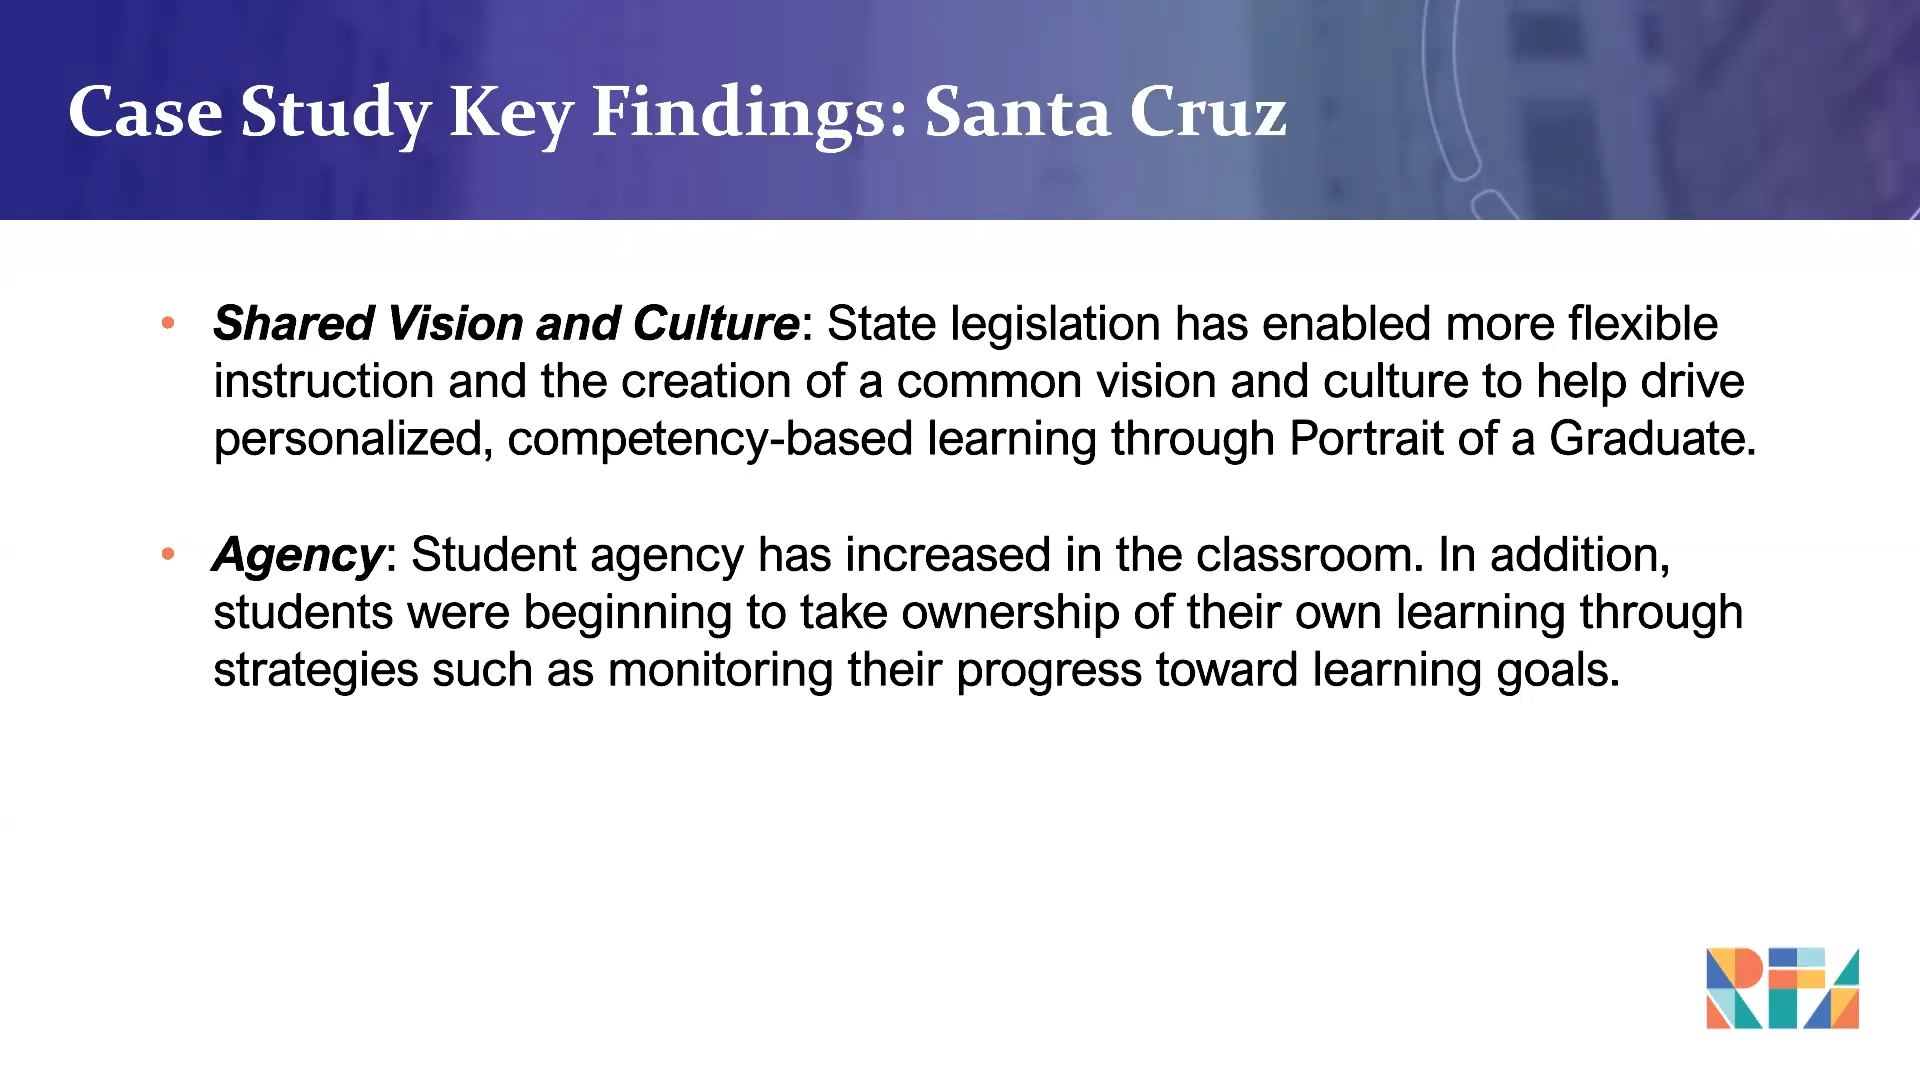 Case Study Key Findings: Santa Cruz
• Shared Vision and Culture: State legislation has enabled more flexible
instruction and the creation of a common vision and culture to help drive
personalized, competency-based learning through Portrait of a Graduate.
• Agency: Student agency has increased in the classroom. In addition,
students were beginning to take ownership of their own learning through
strategies such as monitoring their progress toward learning goals.
RFA